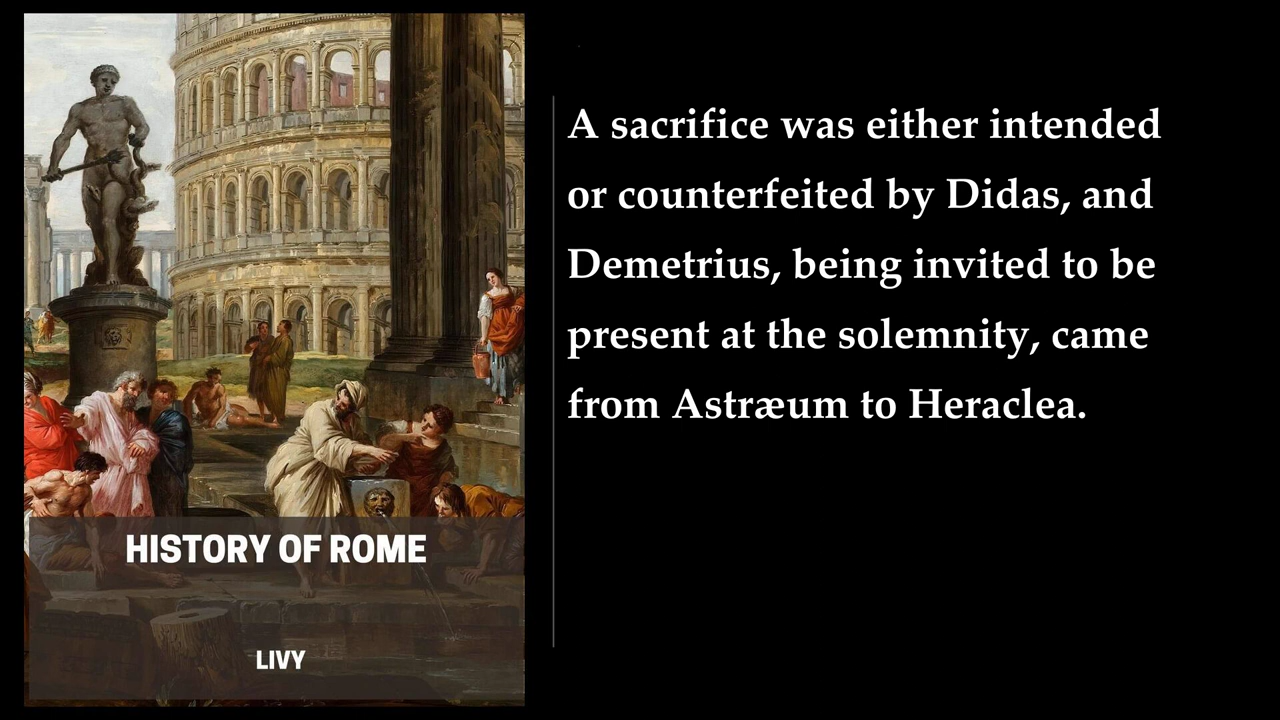 HISTORY OF ROME
LIVY
A sacrifice was either intended
or counterfeited by Didas, and
Demetrius, being invited to be
present at the solemnity, came
from Astræum to Heraclea.